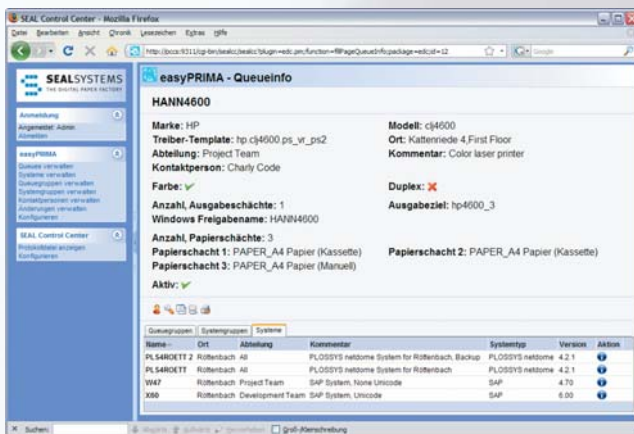 SEAL Control Center - Mozilla Firefox
Datei Bearbeiten Ansicht Chronik Lesezeichen Extras Hilfe
Google
SEALSYSTEMS
THE DIGITAL PAPER FACTORY
Anmeldung
Angemeldet: Admin
Abmelden
easyPRIMA
Queues verwalten
Systeme verwalten
Queuegruppen verwalten
Systemgruppen verwalten
Kontaktpersonen verwalten
Änderungen verwalten
Konfigurieren
SEAL Control Center
Protokolldatei anzeigen
Konfigurieren
easyPRIMA - Queueinfo
HANN4600
Marke: HP Modell: clj4600
Treiber-Template: hp.clj4600.ps_vr_ps2 Ort: Kattenriede 4,First Floor
Abteilung: Project Team Kommentar: Color laser printer
Kontaktperson: Charly Code
Farbe: Duplex:
Anzahl, Ausgabeschächte: 1 Ausgabeziel: hp4600_3
Windows Freigabename: HANN4600
Anzahl, Papierschächte: 3
Papierschacht 1: PAPER_A4 Papier (Kassette) Papierschacht 2: PAPER_A4 Papier (Kassette)
Papierschacht 3: PAPER_A4 Papier (Manuell)
Aktiv:
Queuegruppen Systemgruppen Systeme
Name Ort Abteilung Kommentar Systemtyp Version Aktion
PLS4ROETT 2 Röttenbach All PLOSSYS netdome System for Röttenbach, Backup PLOSSYS netdome 4.2.1
PLS4ROETT Röttenbach All PLOSSYS netdome System for Röttenbach PLOSSYS netdome 4.2.1
W47 Röttenbach Project Team SAP System, None Unicode SAP 4.70
X60 Röttenbach Development Team SAP System, Unicode SAP 6.00
Suchen: Groß-/Kleinschreibung